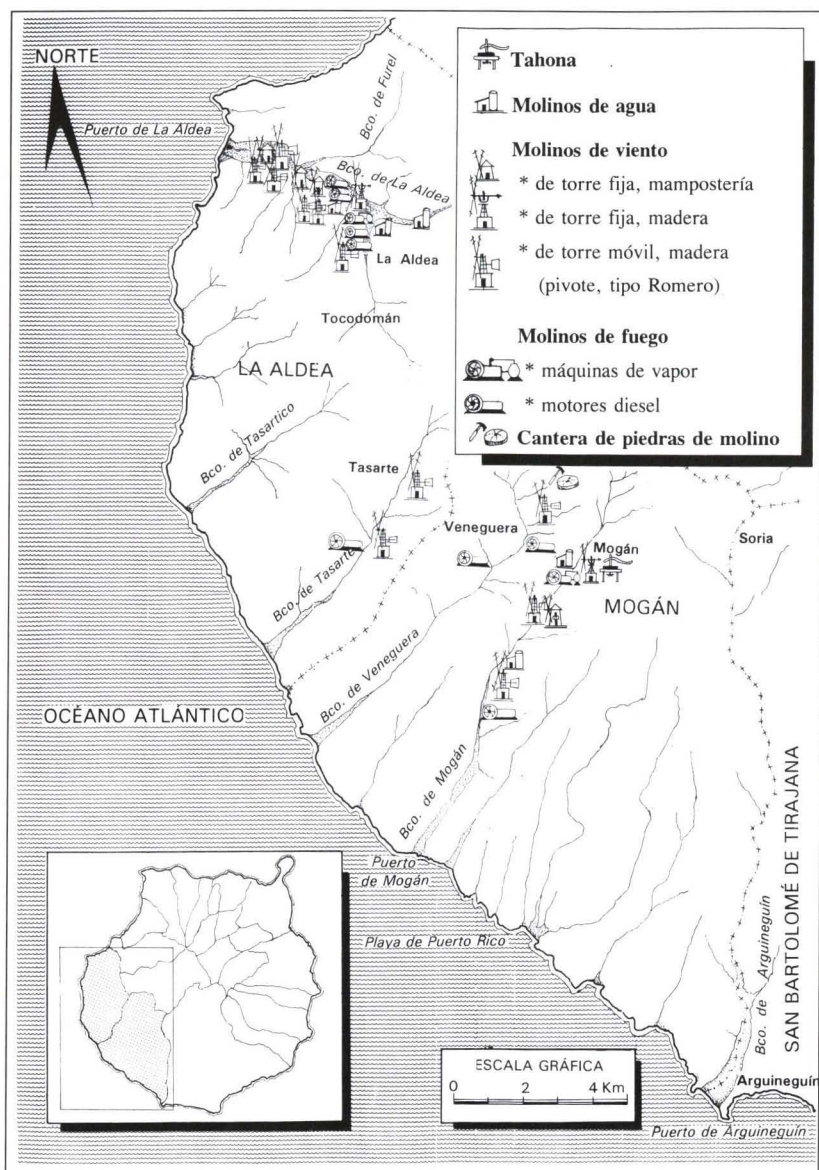 NORTE
Puerto de La Aldea
Bco. de Furel
Bco. de La Aldea
La Aldea
Tocodomán
LA ALDEA
Bco. de Tasartico
Tasarte
Bco. de Tasarte
Veneguera
Bco. de Veneguera
Mogán
MOGÁN
Soria
Bco. de Mogán
OCÉANO ATLÁNTICO
Puerto
de Mogán
Playa de Puerto Rico
SAN BARTOLOMÉ DE TIRAJANA
Bco. de Arguineguín
Arguineguín
Puerto de Arguineguín
Tahona
Molinos de agua
Molinos de viento
* de torre fija, mampostería
* de torre fija, madera
* de torre móvil, madera
(pivote, tipo Romero)
Molinos de fuego
* máquinas de vapor
* motores diesel
Cantera de piedras de molino
ESCALA GRÁFICA
0 2 4 Km